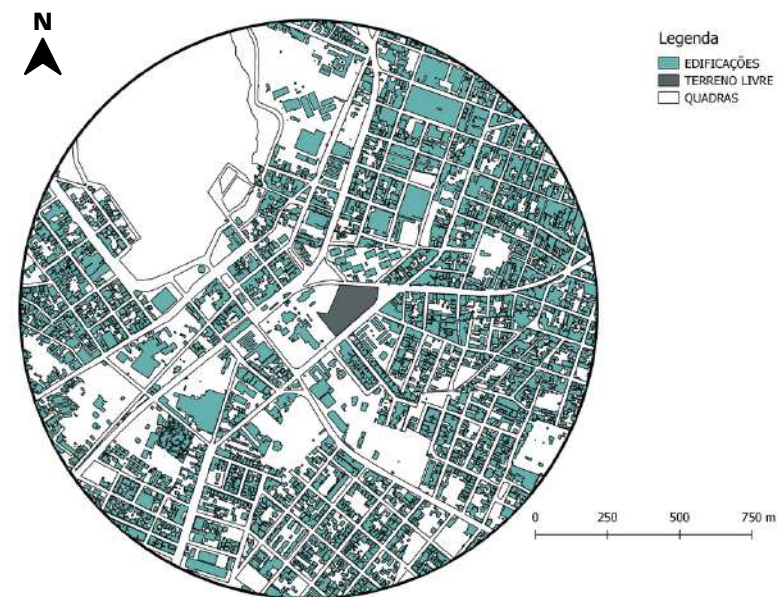 N
Legenda
EDIFICAÇÕES
TERRENO LIVRE
QUADRAS
0 250 500 750 m